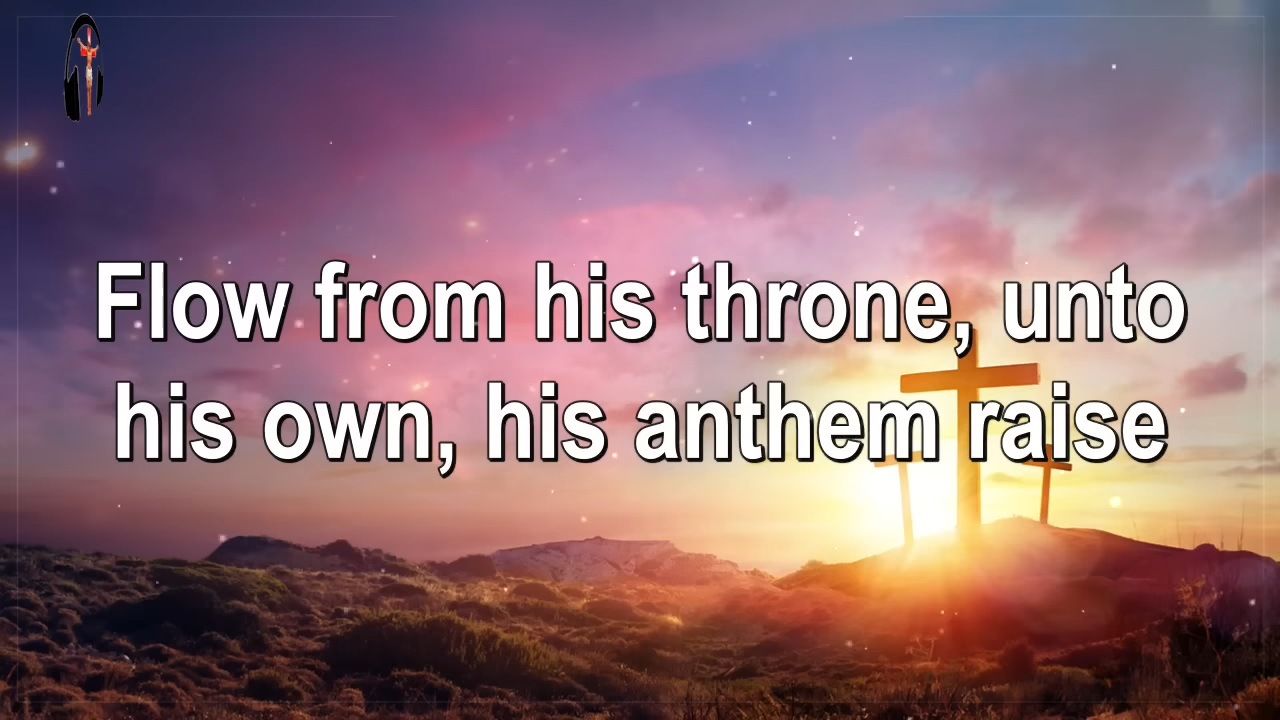 Flow from his throne, unto
his own, his anthem raise